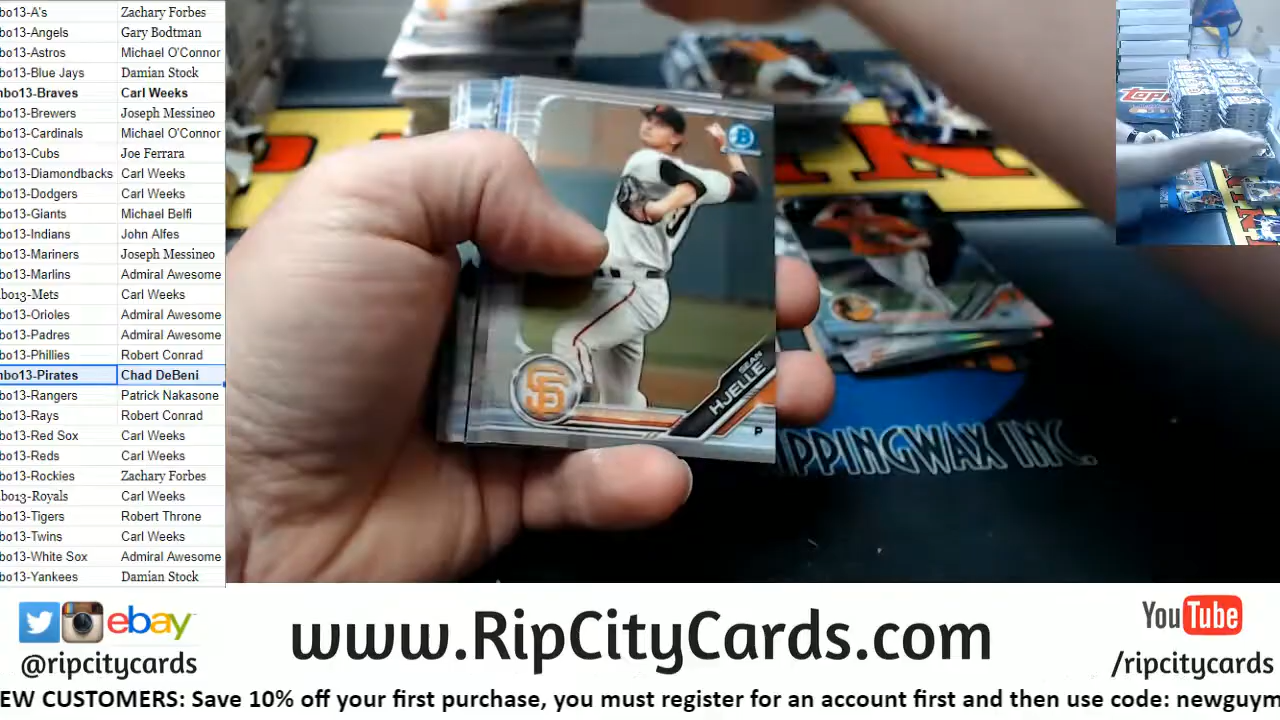 bo13-A's Zachary Forbes
bo13-Angels Gary Bodtman
bo13-Astros Michael O'Connor
bo13-Blue Jays Damian Stock
nbo13-Braves Carl Weeks
bo13-Brewers Joseph Messineo
bo13-Cardinals Michael O'Connor
bo13-Cubs Joe Ferrara
bo13-Diamondbacks Carl Weeks
bo13-Dodgers Carl Weeks
bo13-Giants Michael Belfi
bo13-Indians John Alfes
bo13-Mariners Joseph Messineo
bo13-Marlins Admiral Awesome
bo13-Mets Carl Weeks
bo13-Orioles Admiral Awesome
bo13-Padres Admiral Awesome
bo13-Phillies Robert Conrad
nbo13-Pirates Chad DeBeni
bo13-Rangers Patrick Nakasone
bo13-Rays Robert Conrad
bo13-Red Sox Carl Weeks
bo13-Reds Carl Weeks
bo13-Rockies Zachary Forbes
bo13-Royals Carl Weeks
bo13-Tigers Robert Throne
bo13-Twins Carl Weeks
bo13-White Sox Admiral Awesome
bo13-Yankees Damian Stock
B
SF
SEAN
HJELLE
P
PPINGWAX INC.
Topps
ebay
@ripcitycards
www.RipCityCards.com
YouTube
/ripcitycards
EW CUSTOMERS: Save 10% off your first purchase, you must register for an account first and then use code: newguym